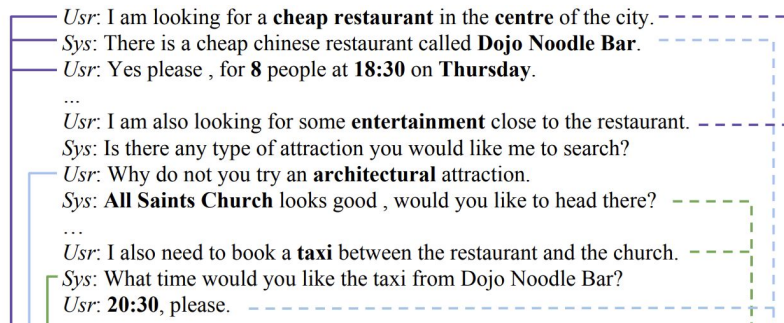 Usr: I am looking for a cheap restaurant in the centre of the city.
Sys: There is a cheap chinese restaurant called Dojo Noodle Bar.
Usr: Yes please , for 8 people at 18:30 on Thursday.
...
Usr: I am also looking for some entertainment close to the restaurant.
Sys: Is there any type of attraction you would like me to search?
Usr: Why do not you try an architectural attraction.
Sys: All Saints Church looks good , would you like to head there?
...
Usr: I also need to book a taxi between the restaurant and the church.
Sys: What time would you like the taxi from Dojo Noodle Bar?
Usr: 20:30, please.